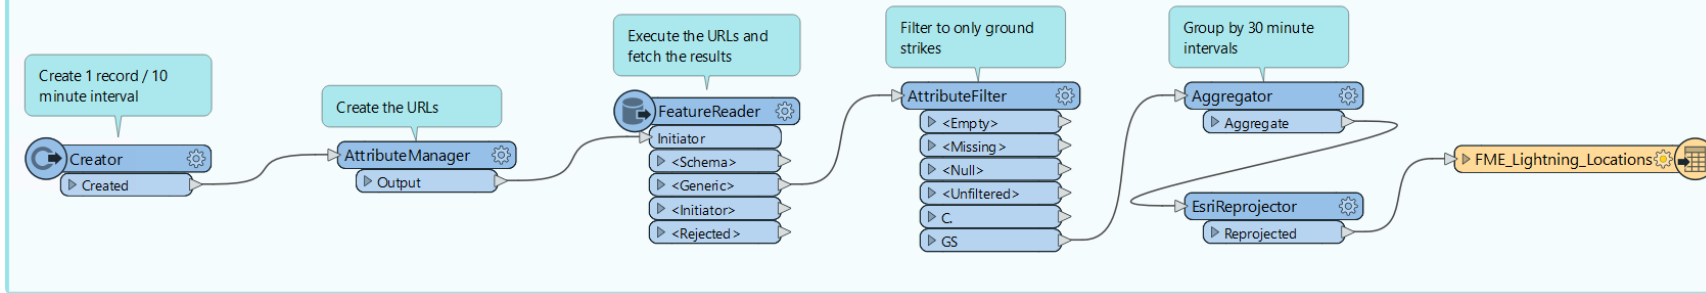 Create 1 record / 10
minute interval
Creator
Created
Create the URLs
AttributeManager
Output
Execute the URLs and
fetch the results
FeatureReader
Initiator
<Schema>
<Generic>
<Initiator>
<Rejected>
Filter to only ground
strikes
AttributeFilter
<Empty>
<Missing>
<Null>
<Unfiltered>
C.
GS
Group by 30 minute
intervals
Aggregator
Aggregate
EsriReprojector
Reprojected
FME_Lightning_Locations